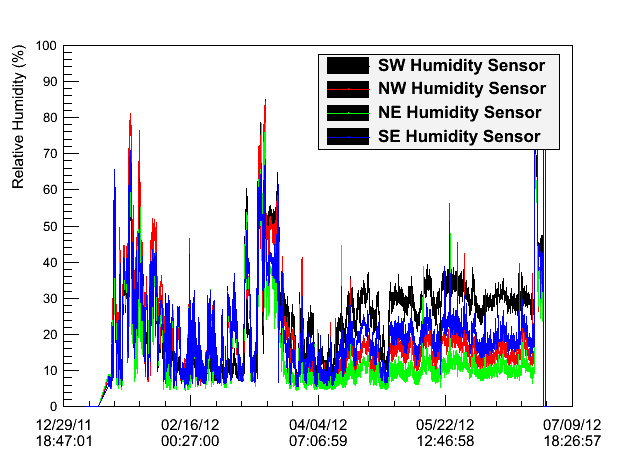 Relative Humidity (%)
100
90
80
70
60
50
40
30
20
10
0
SW Humidity Sensor
NW Humidity Sensor
NE Humidity Sensor
SE Humidity Sensor
12/29/11 02/16/12 04/04/12 05/22/12 07/09/12
18:47:01 00:27:00 07:06:59 12:46:58 18:26:57